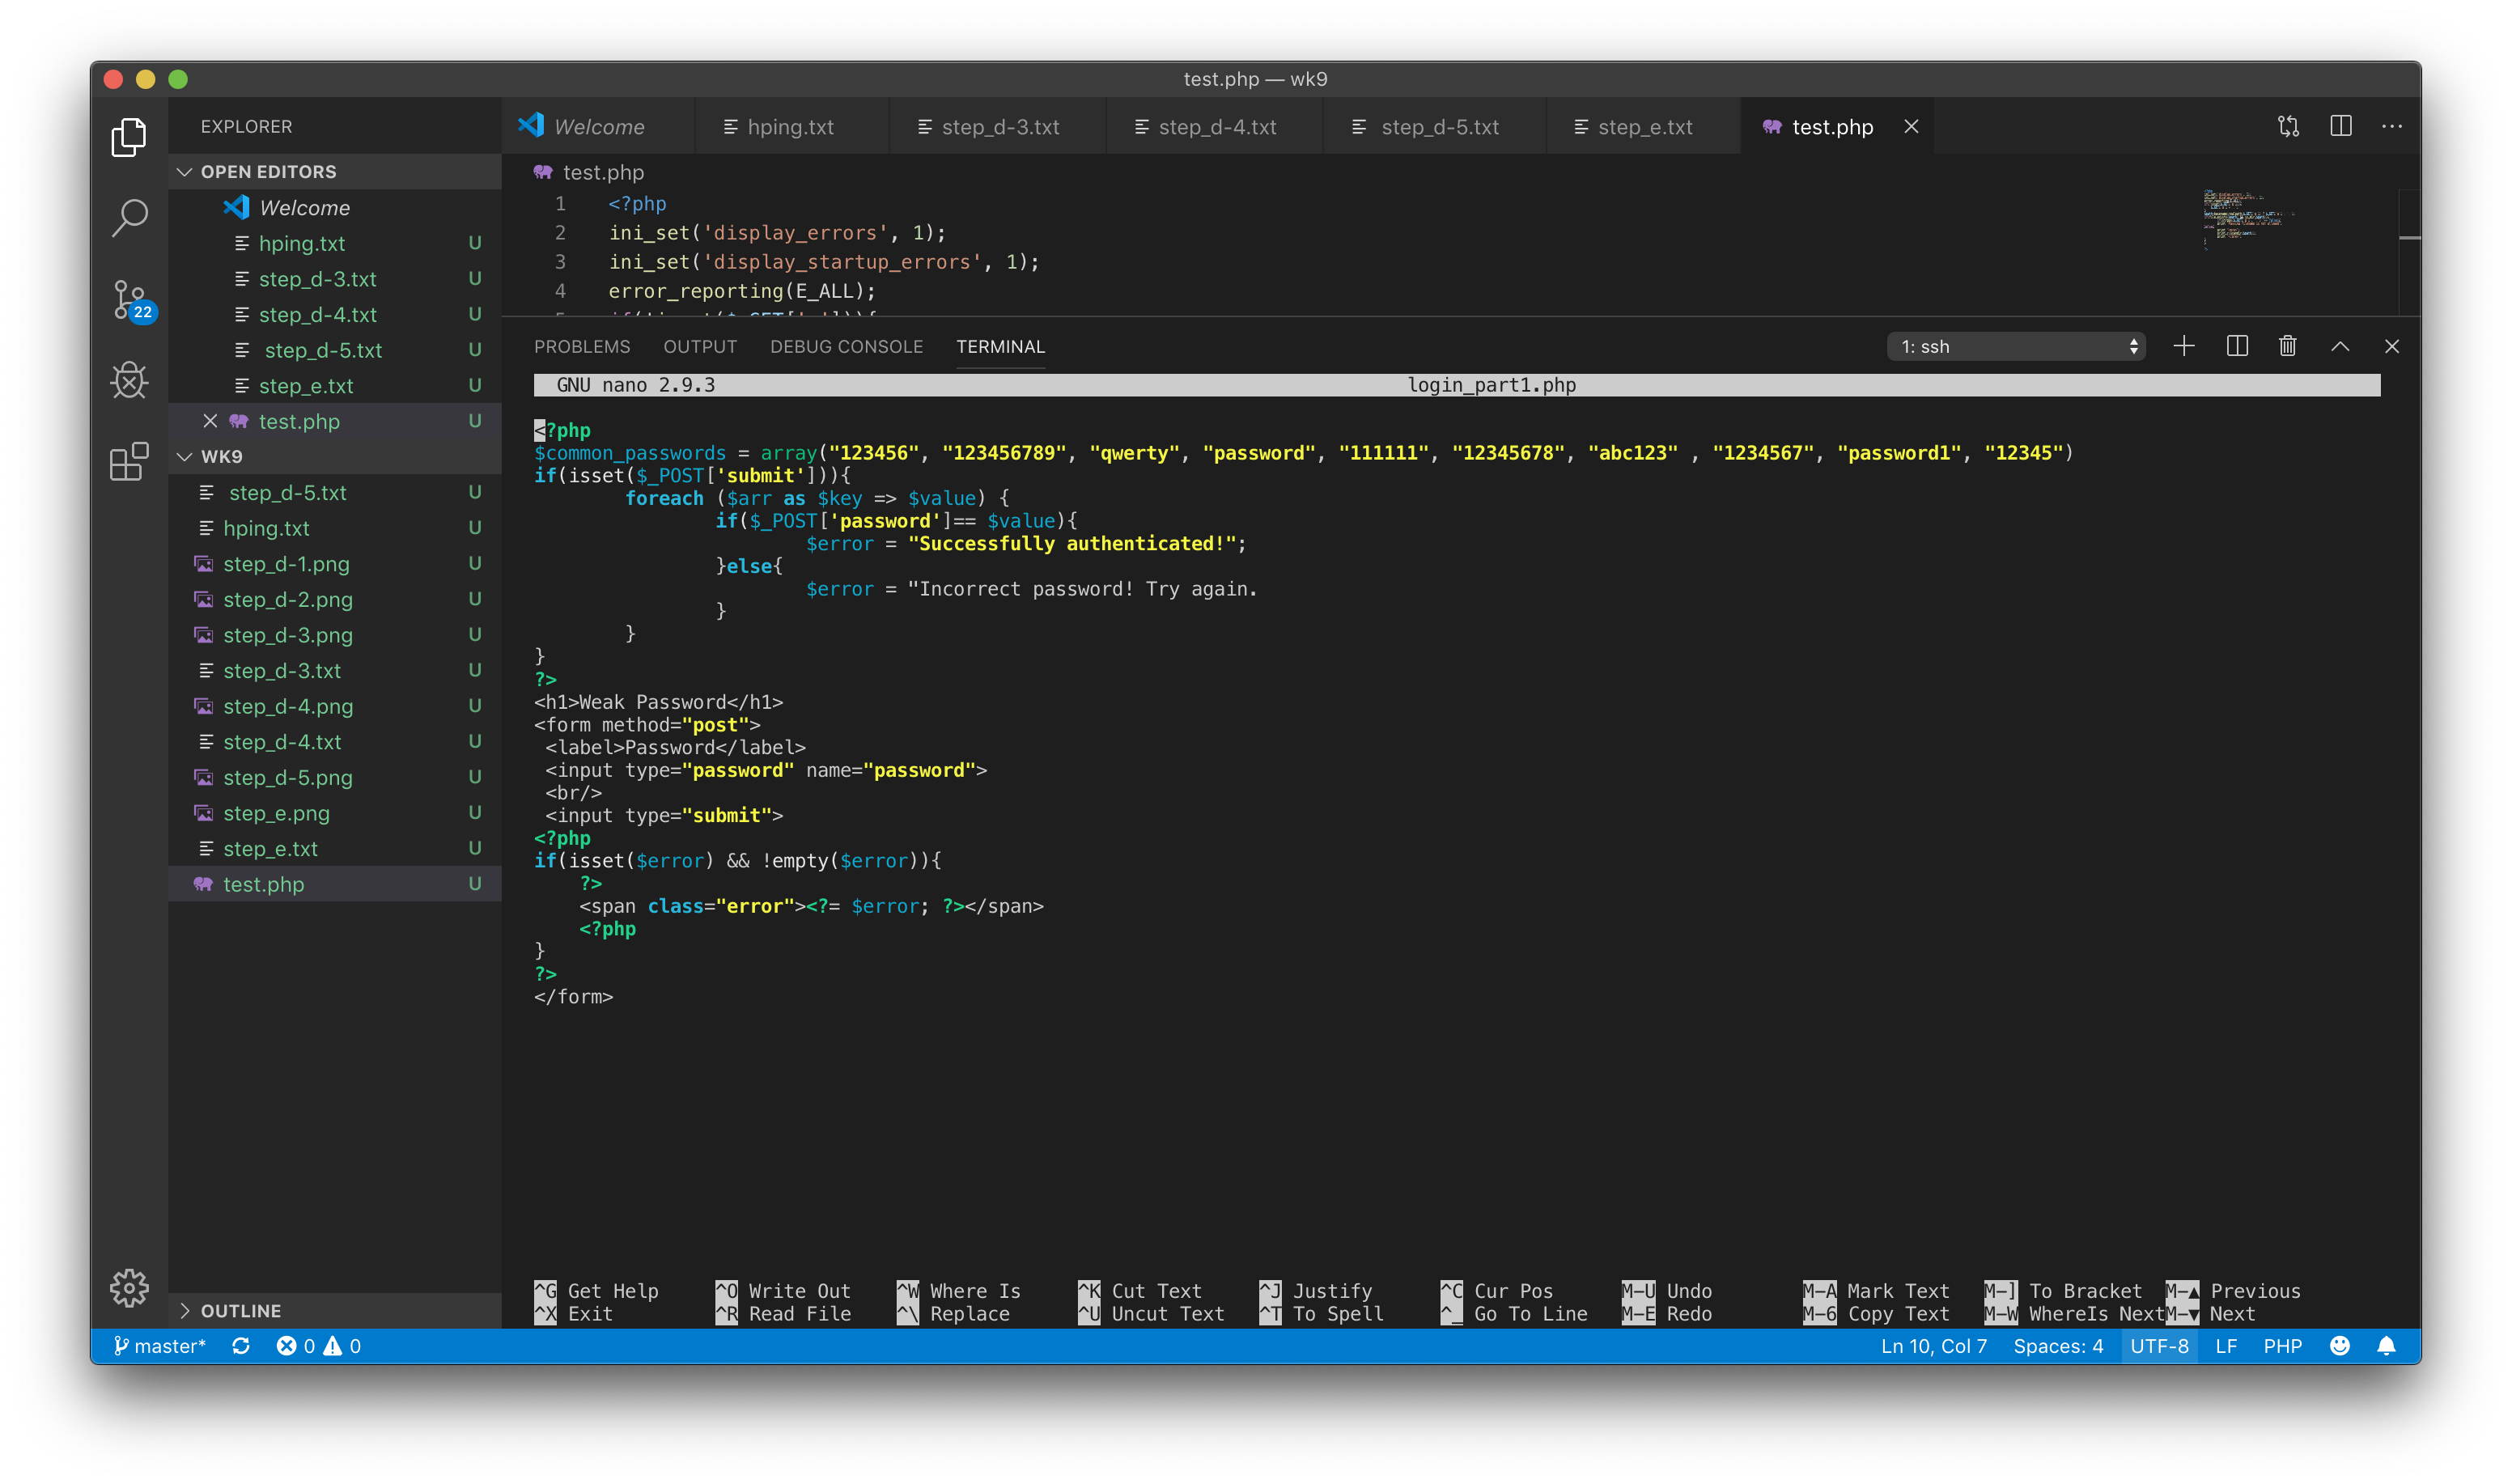 test.php — wk9
EXPLORER
OPEN EDITORS
Welcome
hping.txt U
step_d-3.txt U
step_d-4.txt U
step_d-5.txt U
step_e.txt U
test.php U
WK9
step_d-5.txt U
hping.txt U
step_d-1.png U
step_d-2.png U
step_d-3.png U
step_d-3.txt U
step_d-4.png U
step_d-4.txt U
step_d-5.png U
step_e.png U
step_e.txt U
test.php U
OUTLINE
22
Welcome hping.txt step_d-3.txt step_d-4.txt step_d-5.txt step_e.txt test.php
test.php
1 <?php
2 ini_set('display_errors', 1);
3 ini_set('display_startup_errors', 1);
4 error_reporting(E_ALL);
PROBLEMS OUTPUT DEBUG CONSOLE TERMINAL 1: ssh
GNU nano 2.9.3 login_part1.php
<?php
$common_passwords = array("123456", "123456789", "qwerty", "password", "111111", "12345678", "abc123" , "1234567", "password1", "12345")
if(isset($_POST['submit'])){
        foreach ($arr as $key => $value) {
                if($_POST['password']== $value){
                        $error = "Successfully authenticated!";
                }else{
                        $error = "Incorrect password! Try again.
                }
        }
}
?>
<h1>Weak Password</h1>
<form method="post">
 <label>Password</label>
 <input type="password" name="password">
 <br/>
 <input type="submit">
<?php
if(isset($error) && !empty($error)){
    ?>
    <span class="error"><?= $error; ?></span>
    <?php
}
?>
</form>
^G Get Help ^O Write Out ^W Where Is ^K Cut Text ^J Justify ^C Cur Pos M-U Undo M-A Mark Text M-] To Bracket M-▲ Previous
^X Exit ^R Read File ^\ Replace ^U Uncut Text ^T To Spell ^_ Go To Line M-E Redo M-6 Copy Text M-W WhereIs Next M-▼ Next
master* 0 0 Ln 10, Col 7 Spaces: 4 UTF-8 LF PHP